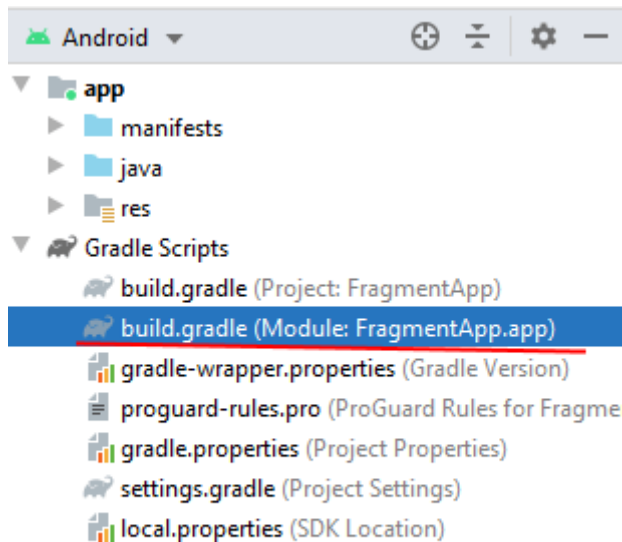 Android
app
manifests
java
res
Gradle Scripts
build.gradle (Project: FragmentApp)
build.gradle (Module: FragmentApp.app)
gradle-wrapper.properties (Gradle Version)
proguard-rules.pro (ProGuard Rules for Fragme
gradle.properties (Project Properties)
settings.gradle (Project Settings)
local.properties (SDK Location)